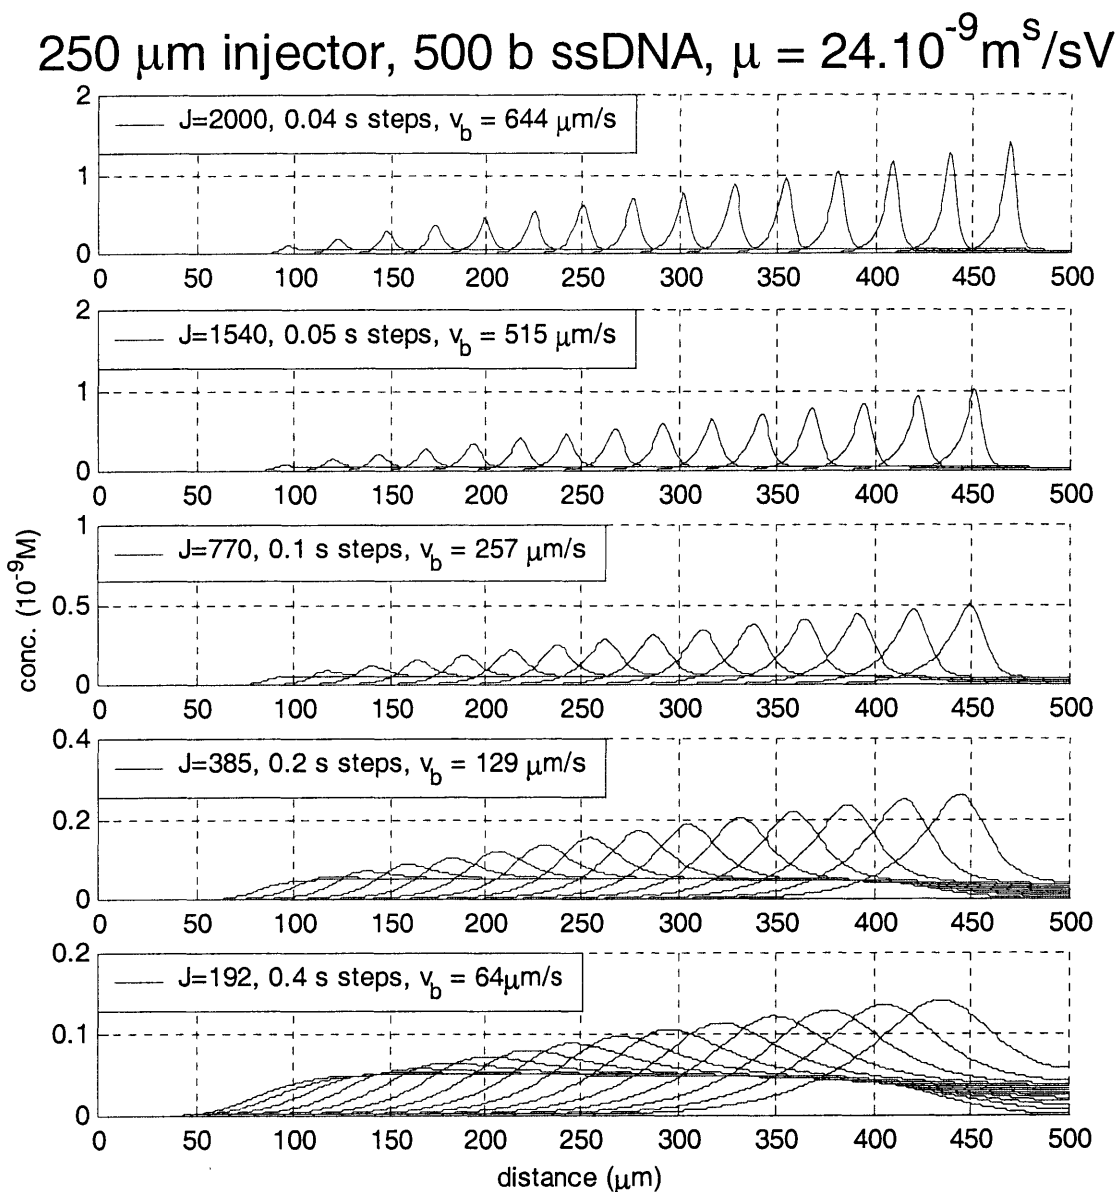 250 μm injector, 500 b ssDNA, μ = 24.10⁻⁹mˢ/sV
2
J=2000, 0.04 s steps, v_b = 644 μm/s
1
0
0 50 100 150 200 250 300 350 400 450 500
2
J=1540, 0.05 s steps, v_b = 515 μm/s
1
0
0 50 100 150 200 250 300 350 400 450 500
1
J=770, 0.1 s steps, v_b = 257 μm/s
0.5
0
0 50 100 150 200 250 300 350 400 450 500
conc. (10⁻⁹M)
0.4
J=385, 0.2 s steps, v_b = 129 μm/s
0.2
0
0 50 100 150 200 250 300 350 400 450 500
0.2
J=192, 0.4 s steps, v_b = 64μm/s
0.1
0
0 50 100 150 200 250 300 350 400 450 500
distance (μm)